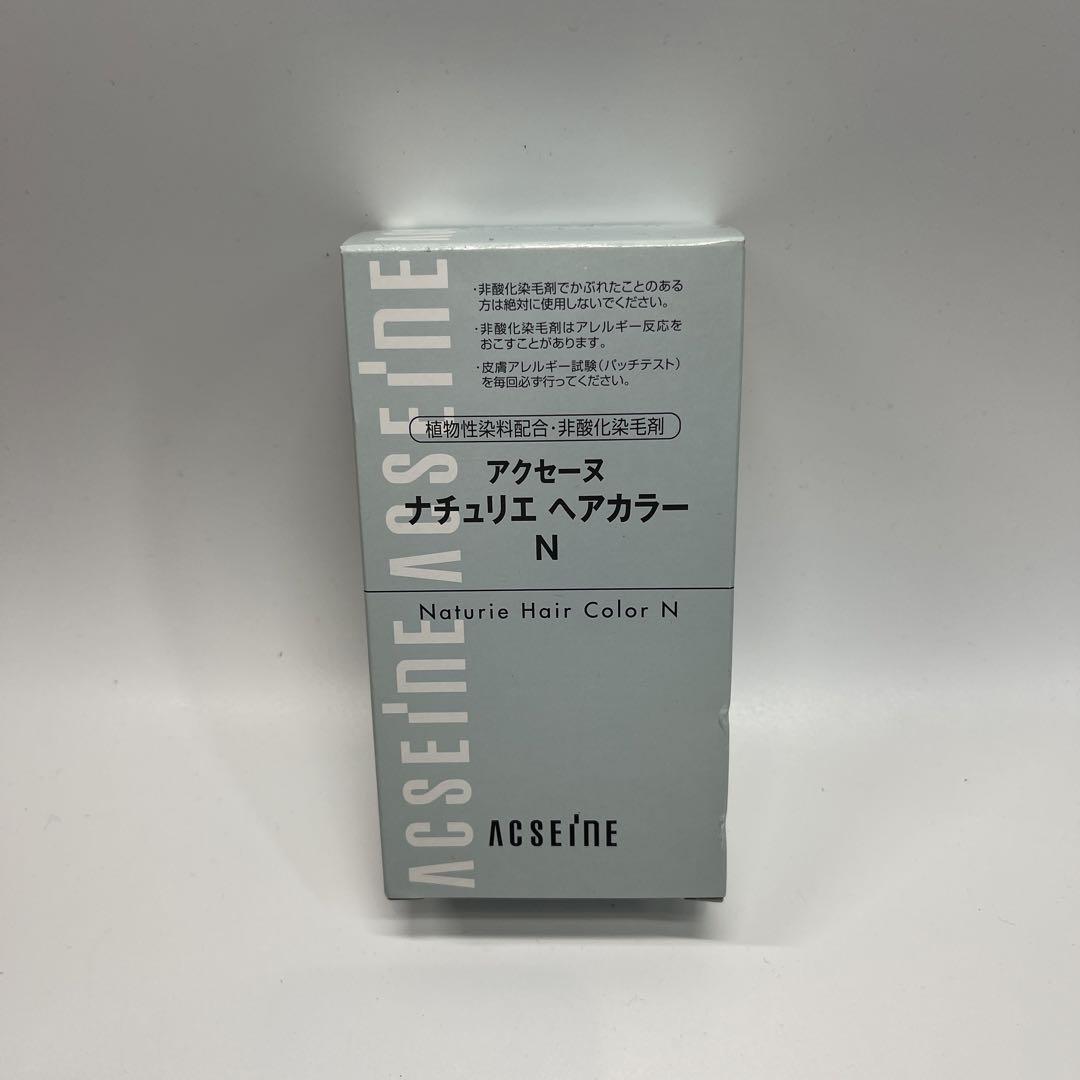 ・非酸化染毛剤でかぶれたことのある
方は絶対に使用しないでください。
・非酸化染毛剤はアレルギー反応を
おこすことがあります。
・皮膚アレルギー試験(パッチテスト)
を毎回必ず行ってください。
植物性染料配合・非酸化染毛剤
アクセーヌ
ナチュリエ ヘアカラー
N
Naturie Hair Color N
ACSEINE
ACSEINE
ACSEINE